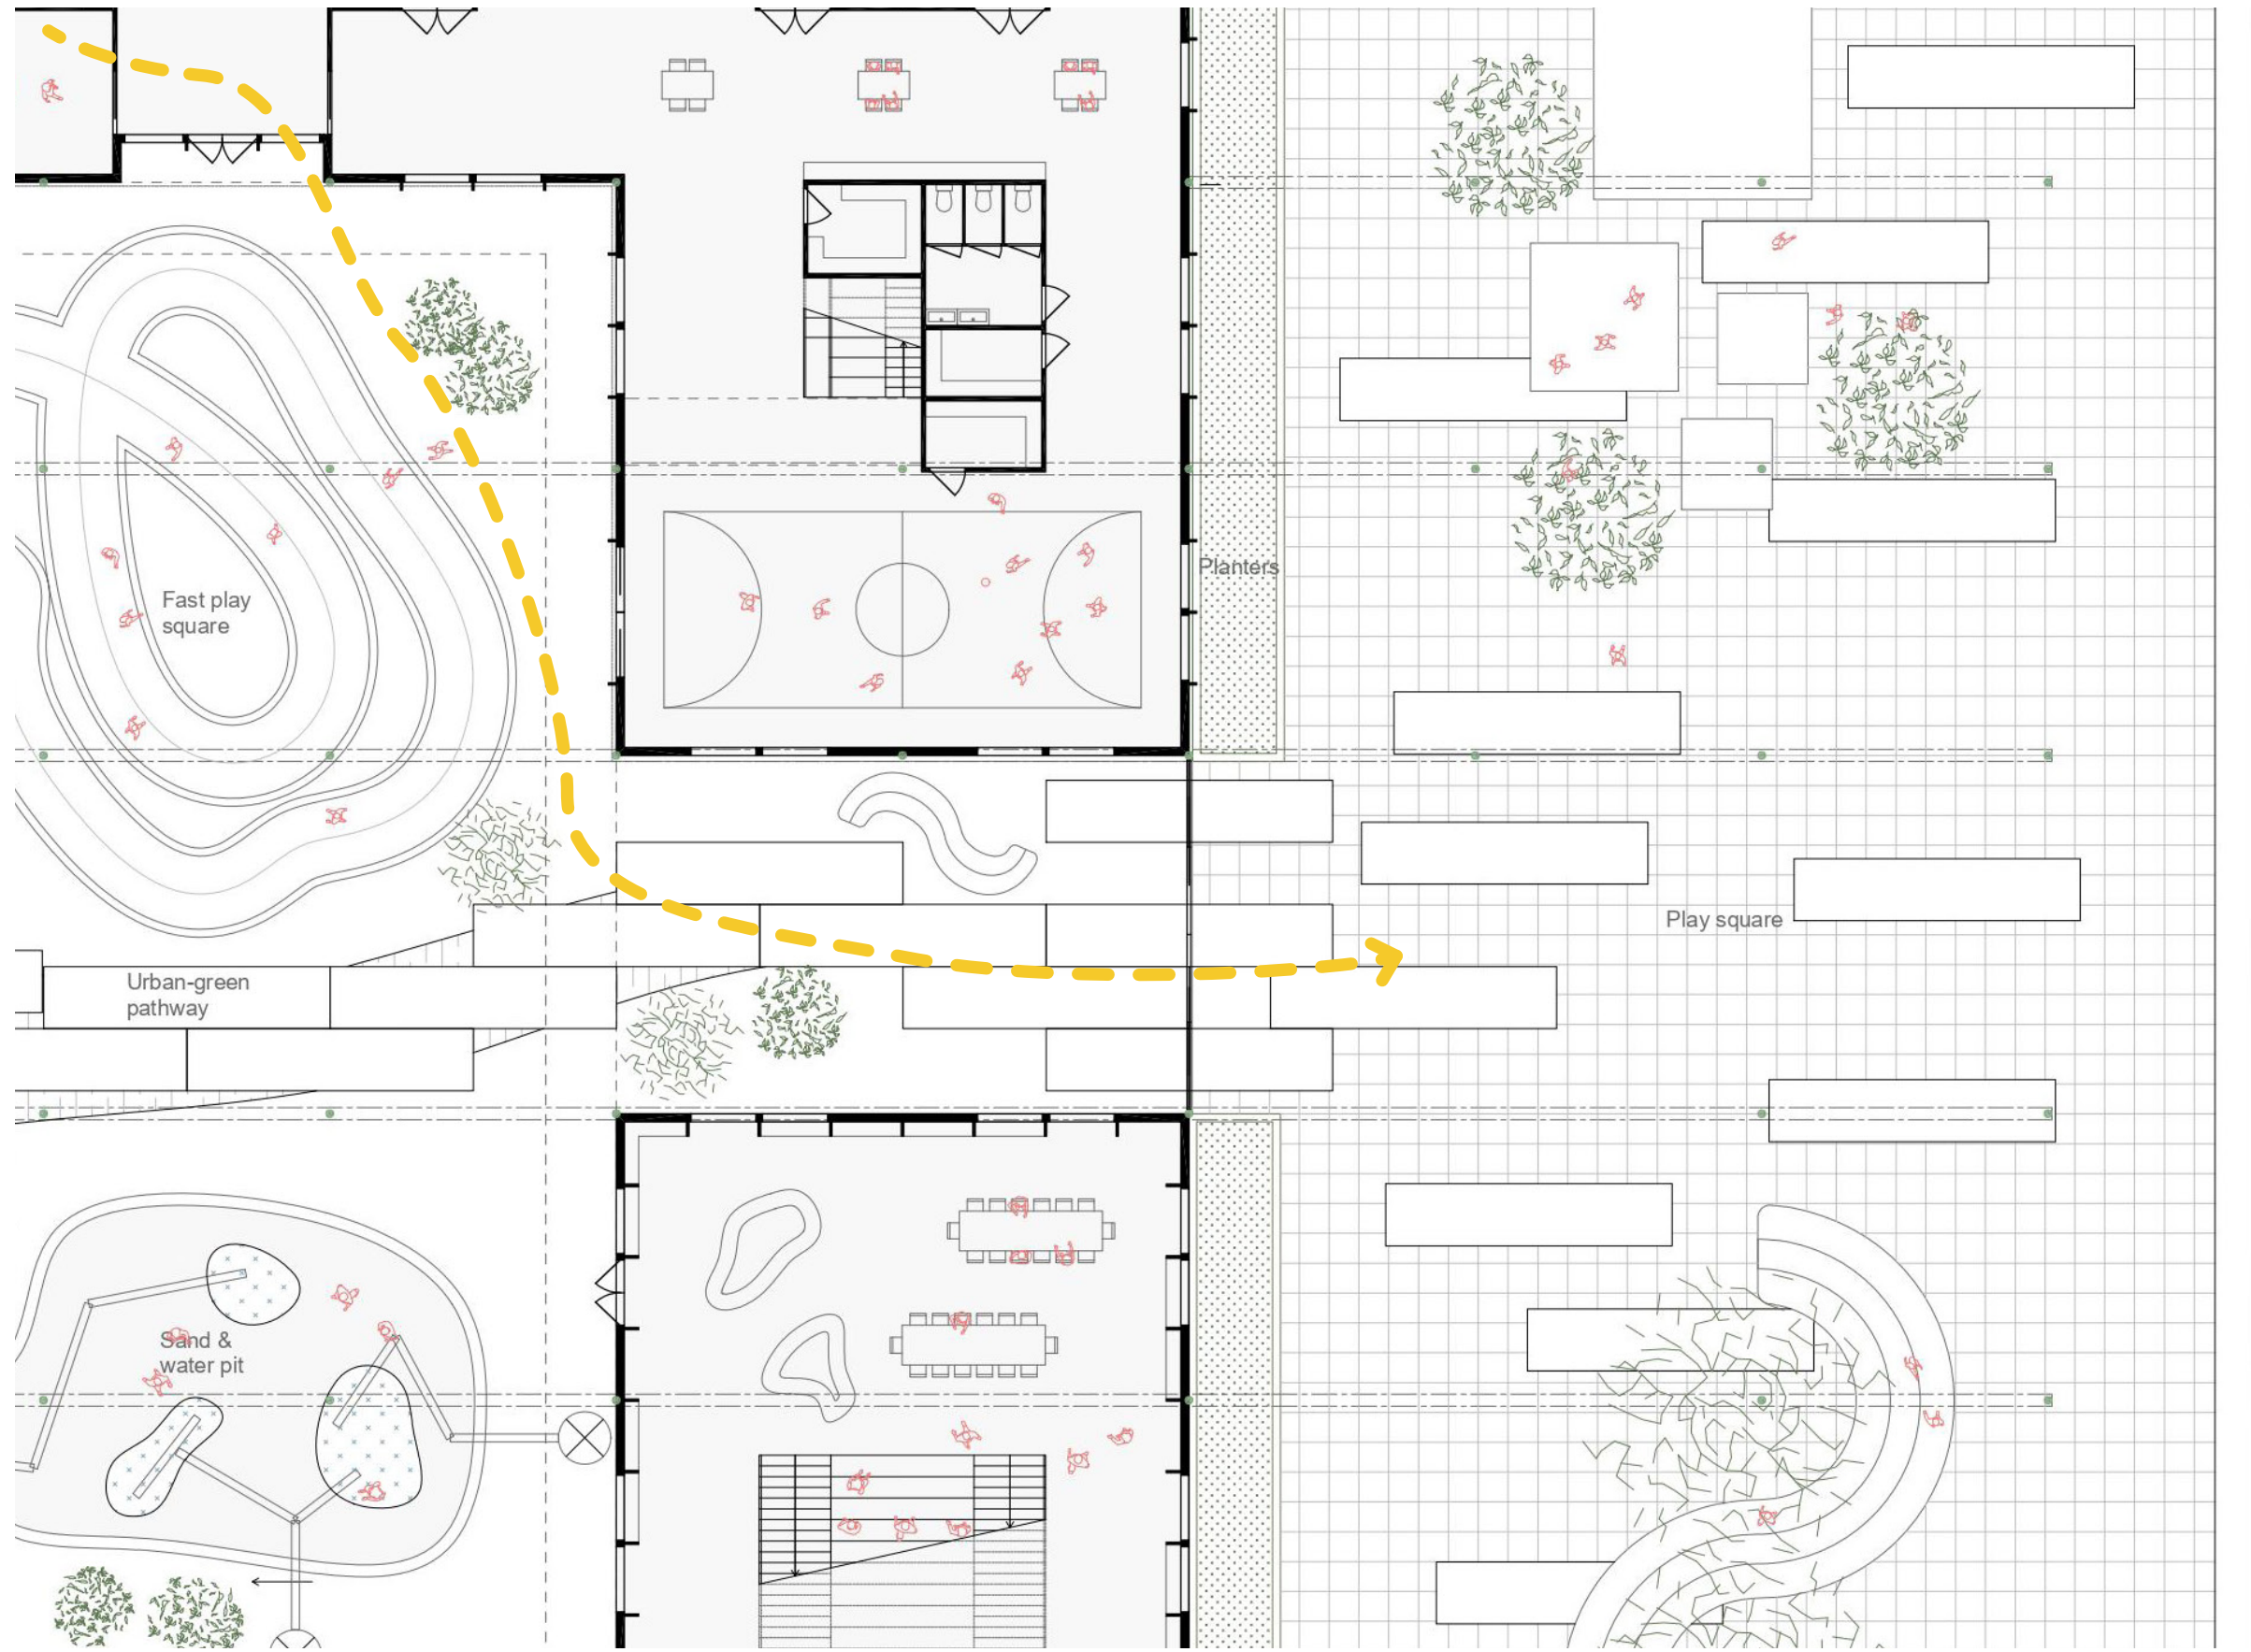 Planters
Fast play
square
Play square
Urban-green
pathway
Sand &
water pit